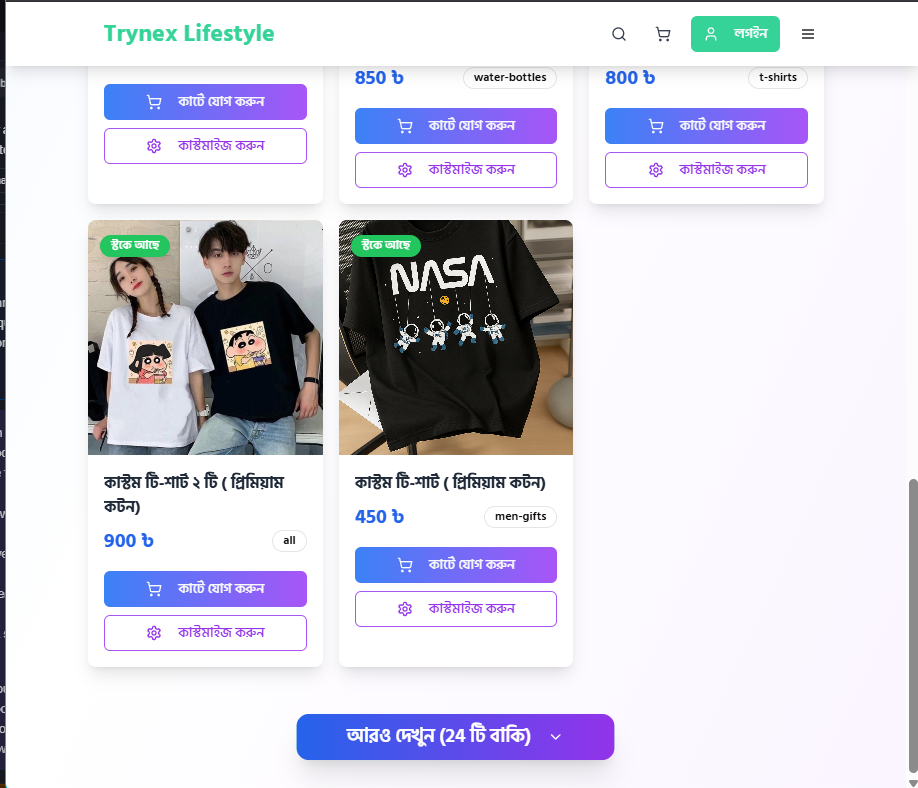 Trynex Lifestyle
লগইন
850 ৳
water-bottles
800 ৳
t-shirts
কার্টে যোগ করুন
কার্টে যোগ করুন
কার্টে যোগ করুন
কাস্টমাইজ করুন
কাস্টমাইজ করুন
কাস্টমাইজ করুন
স্টকে আছে
স্টকে আছে
NASA
কাস্টম টি-শার্ট ২ টি ( প্রিমিয়াম
কটন)
900 ৳
all
কার্টে যোগ করুন
কাস্টমাইজ করুন
কাস্টম টি-শার্ট ( প্রিমিয়াম কটন)
450 ৳
men-gifts
কার্টে যোগ করুন
কাস্টমাইজ করুন
আরও দেখুন (24 টি বাকি)